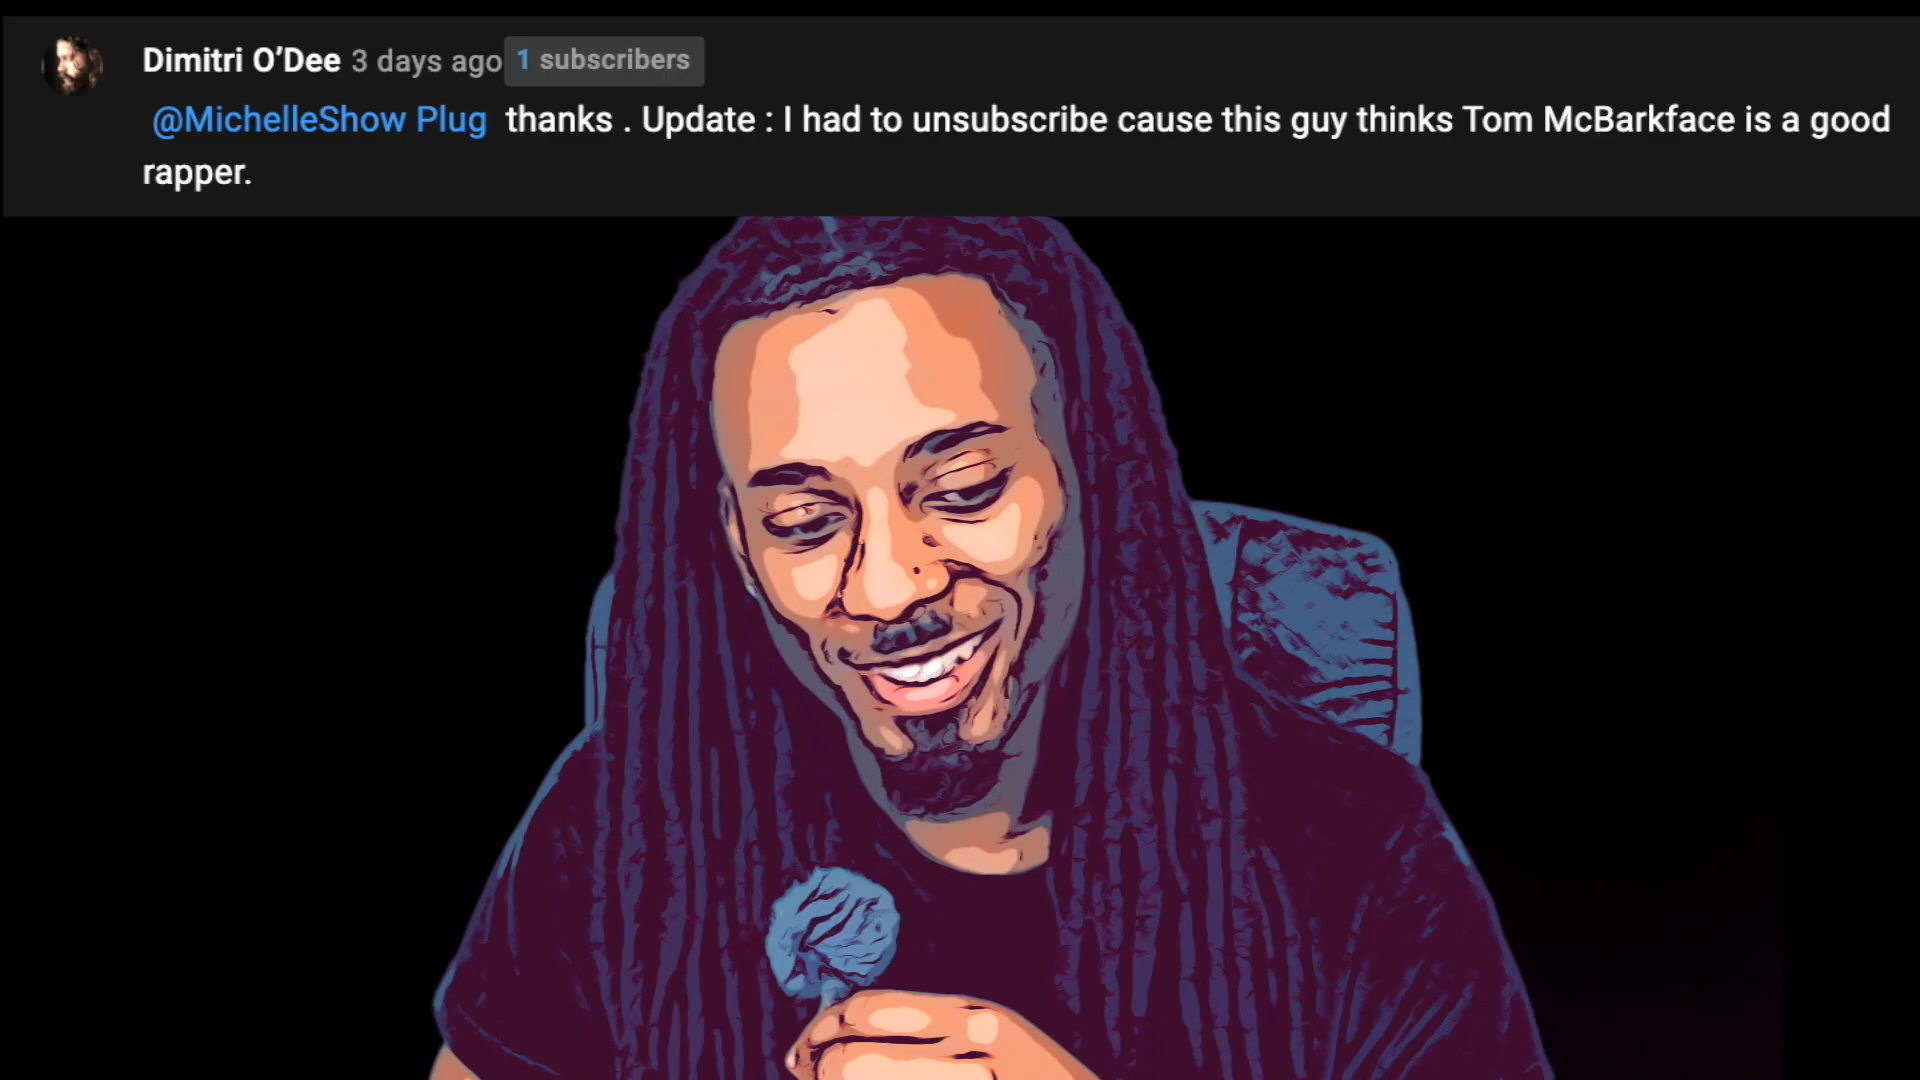 Dimitri O'Dee 3 days ago 1 subscribers
@MichelleShow Plug thanks . Update : I had to unsubscribe cause this guy thinks Tom McBarkface is a good
rapper.